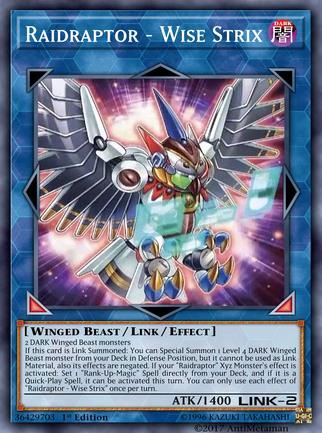 Raidraptor - Wise Strix
DARK
闇
[Winged Beast / Link / Effect]
2 DARK Winged Beast monsters
If this card is Link Summoned: You can Special Summon 1 Level 4 DARK Winged
Beast monster from your Deck in Defense Position, but it cannot be used as Link
Material, also its effects are negated. If your "Raidraptor" Xyz Monster's effect is
activated: Set 1 "Rank-Up-Magic" Spell directly from your Deck, and if it is a
Quick-Play Spell, it can be activated this turn. You can only use each effect of
"Raidraptor - Wise Strix" once per turn.
ATK/1400 LINK-2
36429703 1st Edition ©1996 KAZUKI TAKAHASHI
©2017 AntiMetaman